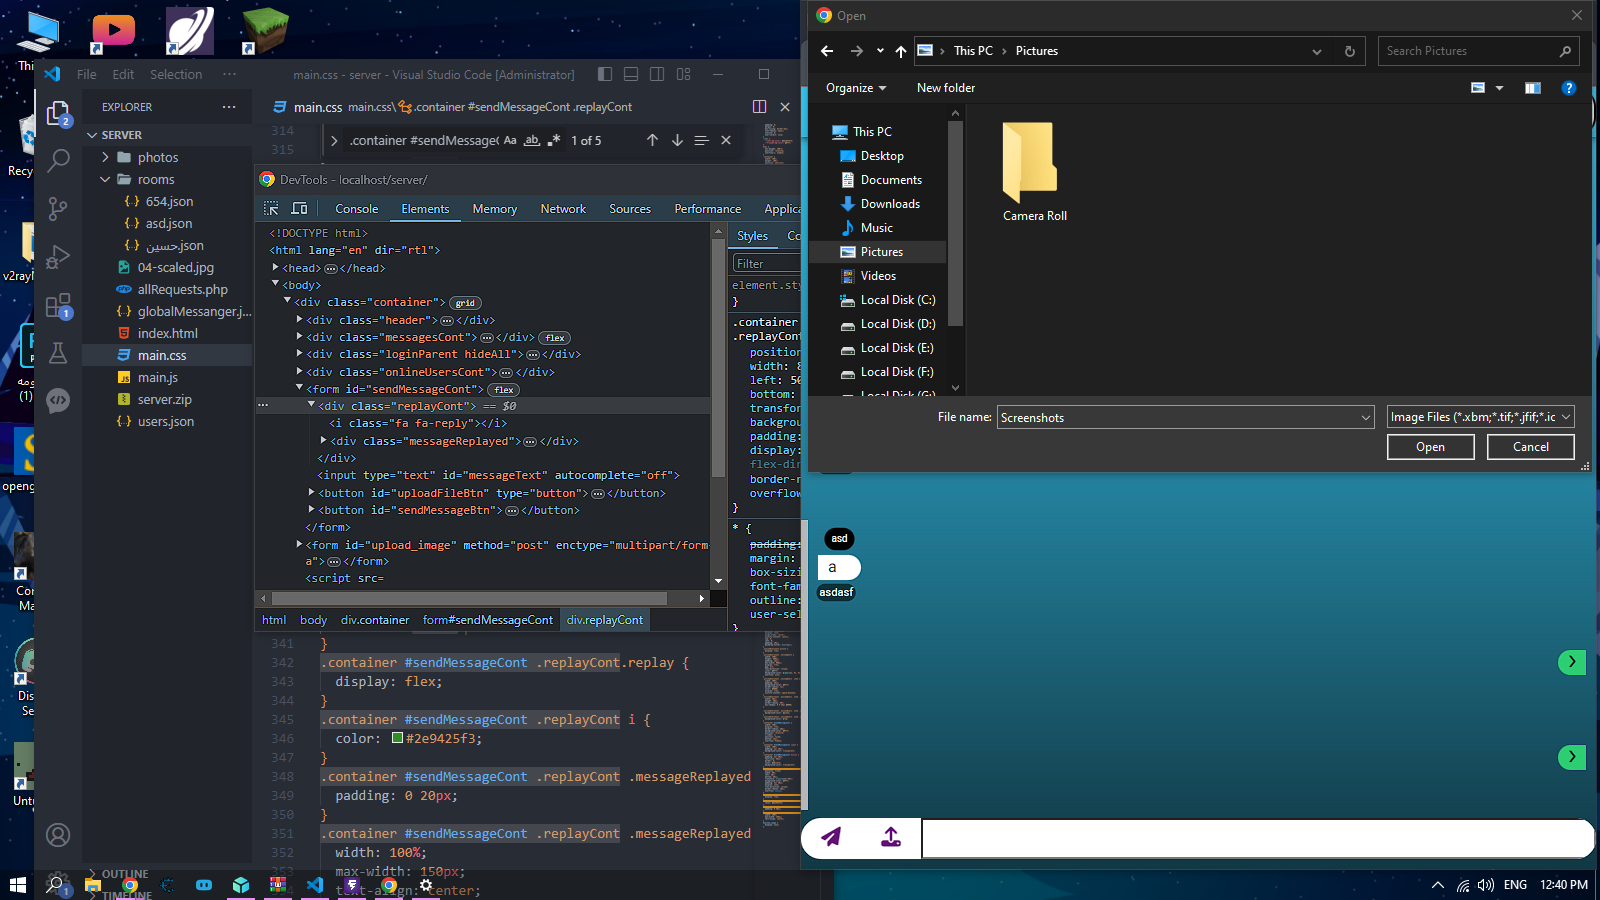 File Edit Selection ···
main.css - server - Visual Studio Code [Administrator]
EXPLORER
SERVER
photos
rooms
654.json
asd.json
حسین.json
04-scaled.jpg
allRequests.php
globalMessanger.j...
index.html
main.css
main.js
server.zip
users.json
OUTLINE
TIMELINE
main.css main.css\ .container #sendMessageCont .replayCont
314
315
.container #sendMessageC Aa ab .* 1 of 5
DevTools - localhost/server/
Console Elements Memory Network Sources Performance Applica
<!DOCTYPE html>
<html lang="en" dir="rtl">
<head>…</head>
<body>
<div class="container"> grid
<div class="header">…</div>
<div class="messagesCont">…</div> flex
<div class="loginParent hideAll">…</div>
<div class="onlineUsersCont">…</div>
<form id="sendMessageCont"> flex
<div class="replayCont"> == $0
<i class="fa fa-reply"></i>
<div class="messageReplayed">…</div>
</div>
<input type="text" id="messageText" autocomplete="off">
<button id="uploadFileBtn" type="button">…</button>
<button id="sendMessageBtn">…</button>
</form>
<form id="upload_image" method="post" enctype="multipart/form-
a">…</form>
<script src=
html body div.container form#sendMessageCont div.replayCont
Styles Co
Filter
element.sty
}
.container
.replayCont
position
width: 8
left: 50
bottom:
transfor
backgrou
padding:
display:
flex-dir
border-r
overflow
}
* {
padding:
margin:
box-sizi
font-fam
outline:
user-sel
}
341 }
342 .container #sendMessageCont .replayCont.replay {
343 display: flex;
344 }
345 .container #sendMessageCont .replayCont i {
346 color: #2e9425f3;
347 }
348 .container #sendMessageCont .replayCont .messageReplayed
349 padding: 0 20px;
350 }
351 .container #sendMessageCont .replayCont .messageReplayed
352 width: 100%;
353 max-width: 150px;
text-align: center;
Open
This PC › Pictures
Search Pictures
Organize New folder
This PC
Desktop
Documents
Downloads
Music
Pictures
Videos
Local Disk (C:)
Local Disk (D:)
Local Disk (E:)
Local Disk (F:)
Local Disk (G:)
Camera Roll
File name: Screenshots
Image Files (*.xbm;*.tif;*.jfif;*.ic
Open Cancel
asd
a
asdasf
ENG 12:40 PM